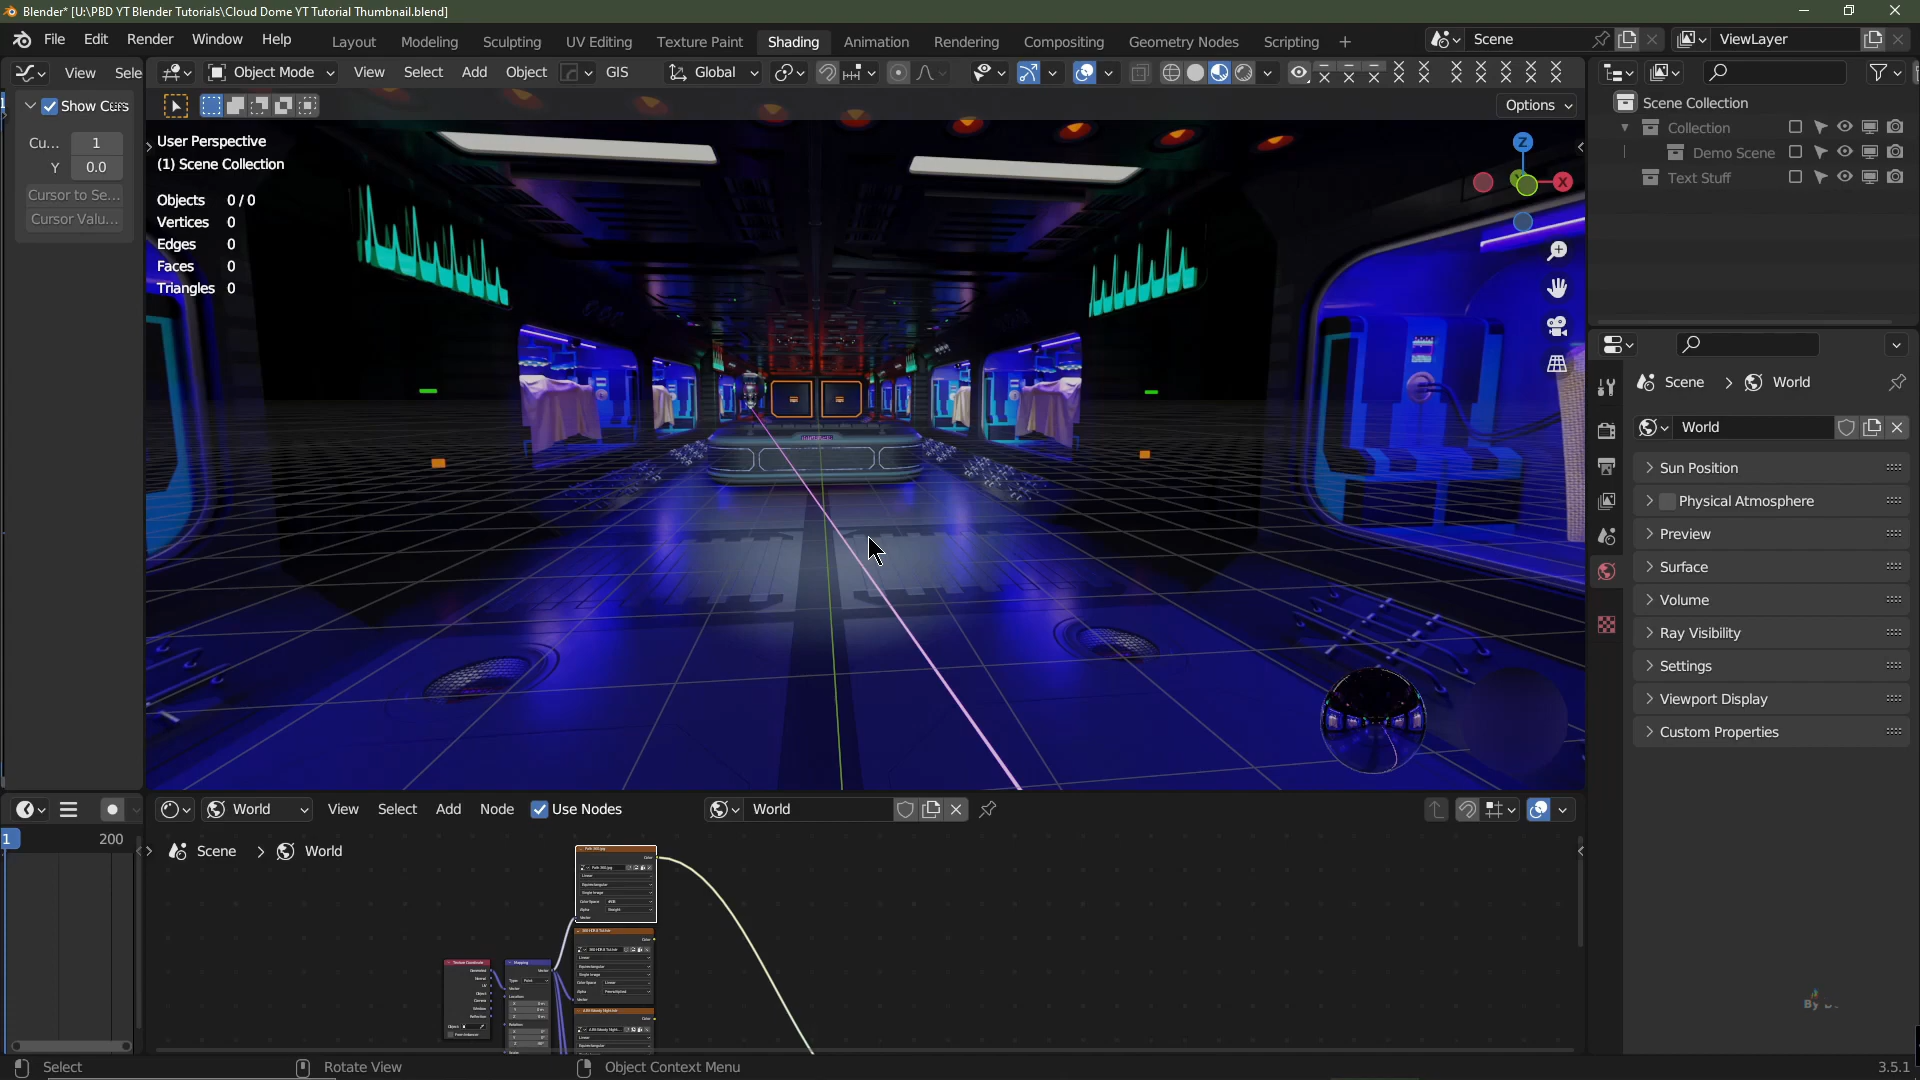 Blender* [U:\PBD YT Blender Tutorials\Cloud Dome YT Tutorial Thumbnail.blend]
File Edit Render Window Help
Layout Modeling Sculpting UV Editing Texture Paint Shading Animation Rendering Compositing Geometry Nodes Scripting +
Scene
ViewLayer
View Sele
Object Mode View Select Add Object GIS Global
Show Curs
Cu... 1
Y 0.0
Cursor to Se...
Cursor Valu...
Options
User Perspective
(1) Scene Collection
Objects 0 / 0
Vertices 0
Edges 0
Faces 0
Triangles 0
Z
X
Scene Collection
Collection
Demo Scene
Text Stuff
Scene > World
World
Sun Position
Physical Atmosphere
Preview
Surface
Volume
Ray Visibility
Settings
Viewport Display
Custom Properties
World View Select Add Node Use Nodes World
1 200
Scene > World
Texture Coordinate
Mapping
Select
Rotate View
Object Context Menu
3.5.1